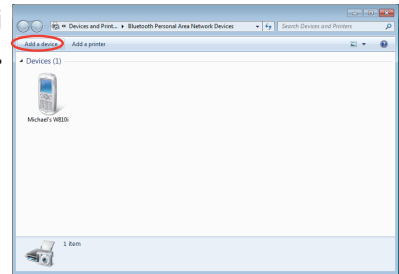 « Devices and Print... ▸ Bluetooth Personal Area Network Devices
Search Devices and Printers
Add a device Add a printer
Devices (1)
Michael's W810i
1 item